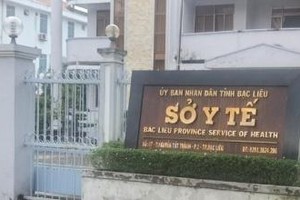 ỦY BAN NHÂN DÂN TỈNH BẠC LIÊU
SỞ Y TẾ
BAC LIEU PROVINCE SERVICE OF HEALTH